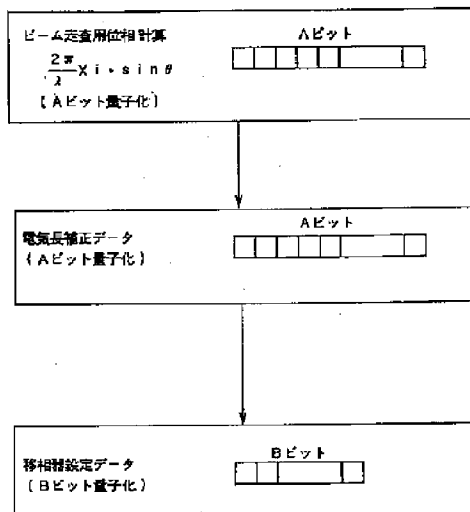 ビーム走査用位相計算
Aビット
2π/λ Xi・sinθ
【Aビット量子化】
Aビット
電気長補正データ
(Aビット量子化)
Bビット
移相器設定データ
(Bビット量子化)